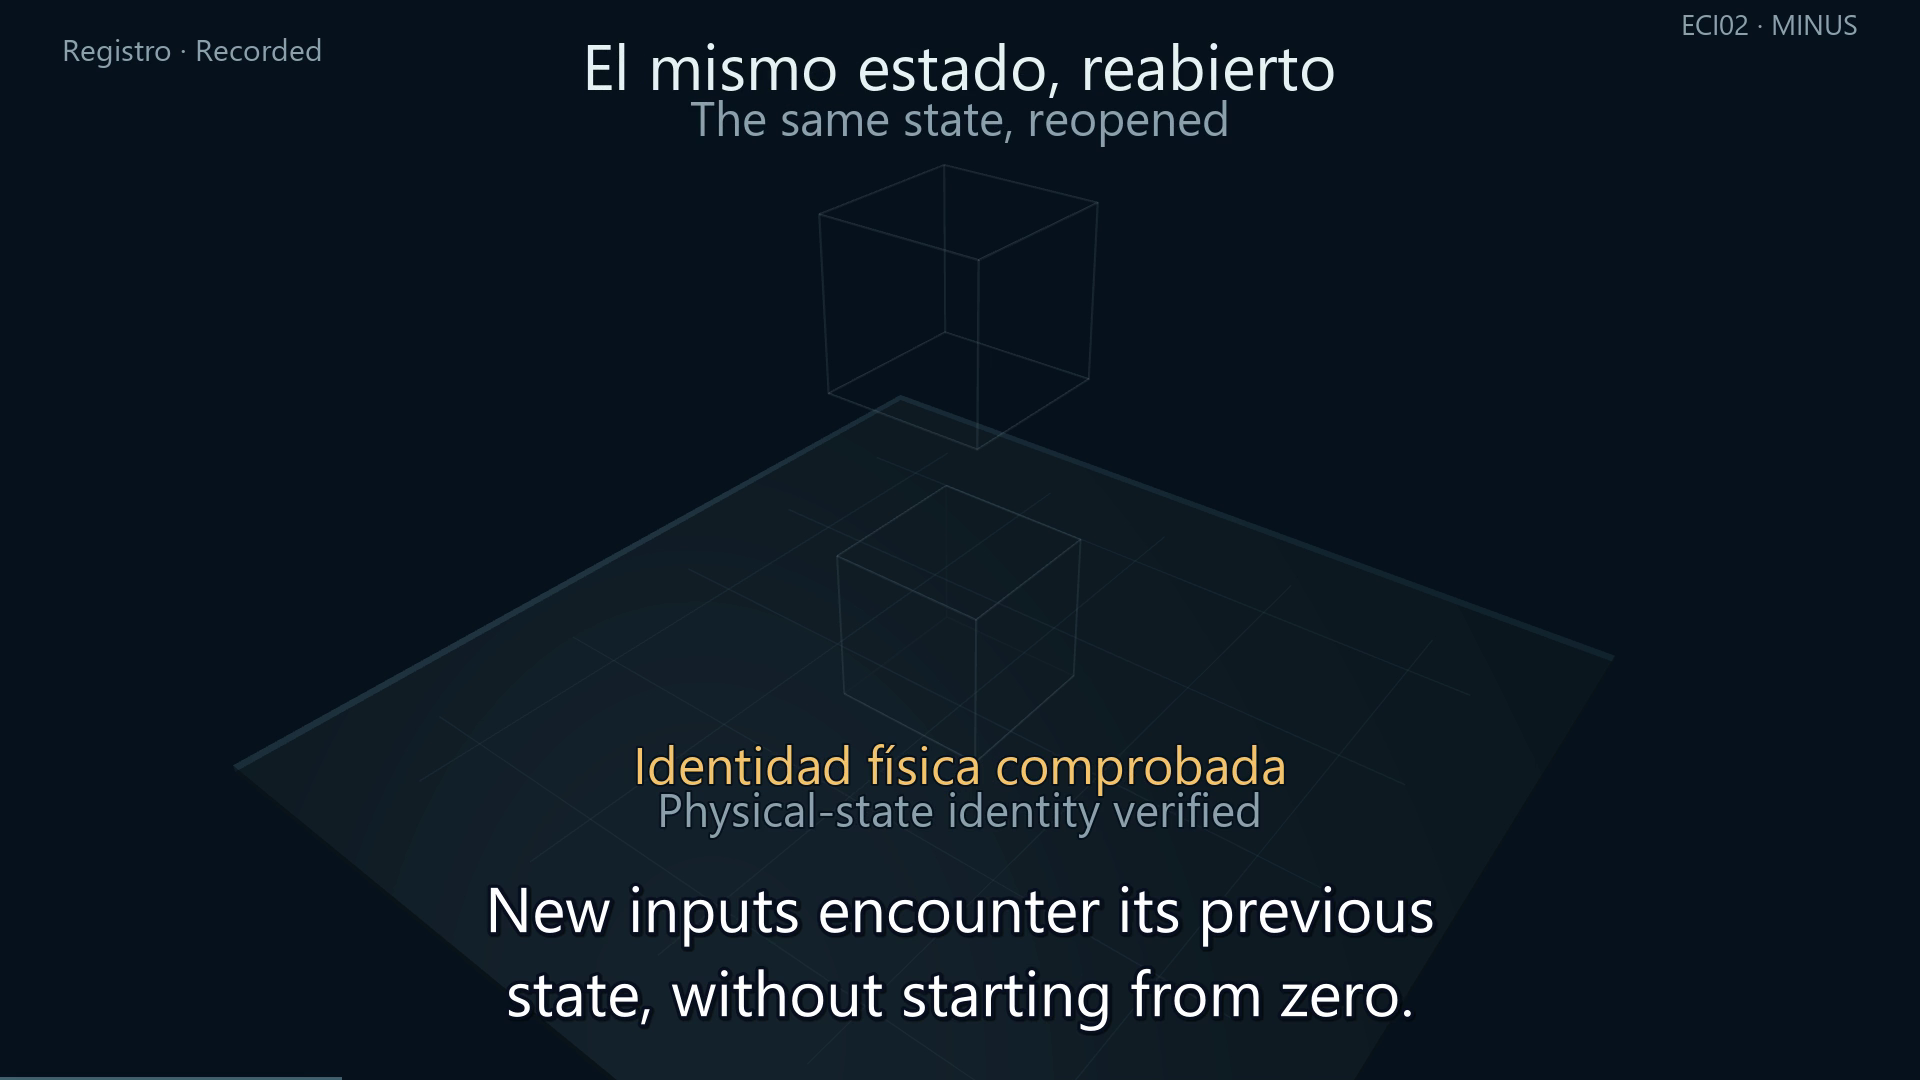 Registro · Recorded
ECI02 · MINUS
El mismo estado, reabierto
The same state, reopened
Identidad física comprobada
Physical-state identity verified
New inputs encounter its previous
state, without starting from zero.